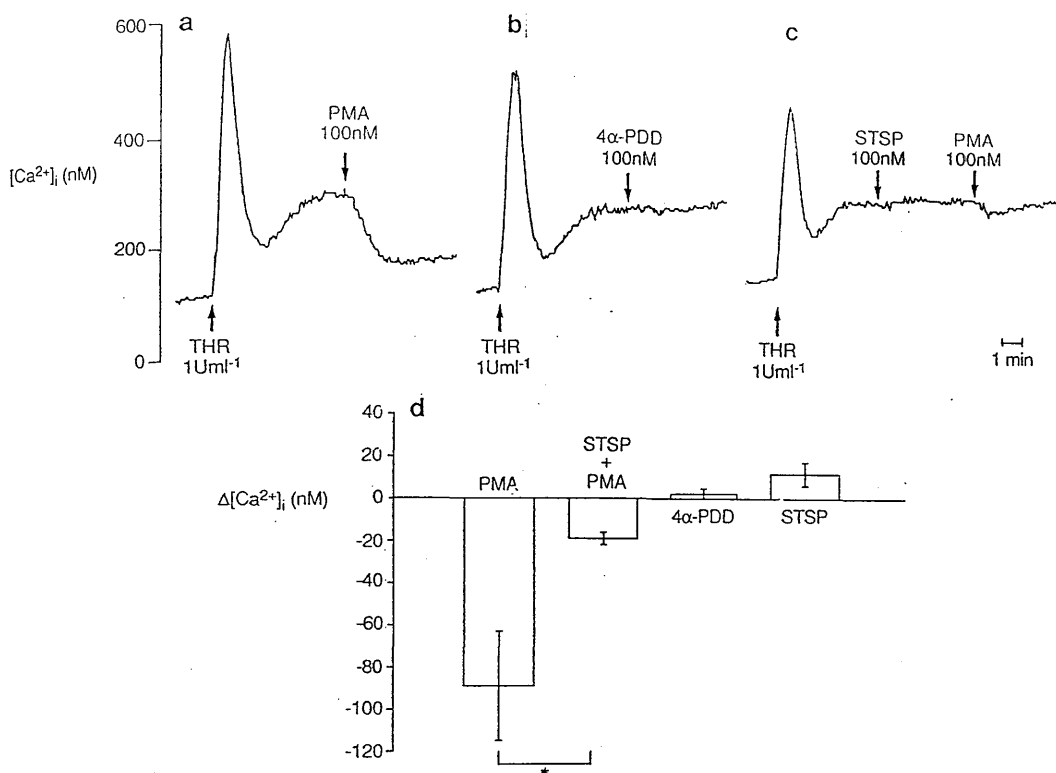 a
b
c
600
400
200
0
[Ca²⁺]ᵢ (nM)
PMA
100nM
4α-PDD
100nM
STSP
100nM
PMA
100nM
THR
1Uml⁻¹
THR
1Uml⁻¹
THR
1Uml⁻¹
1 min
d
40
20
0
-20
-40
-60
-80
-100
-120
Δ[Ca²⁺]ᵢ (nM)
PMA
STSP
+
PMA
4α-PDD
STSP
*